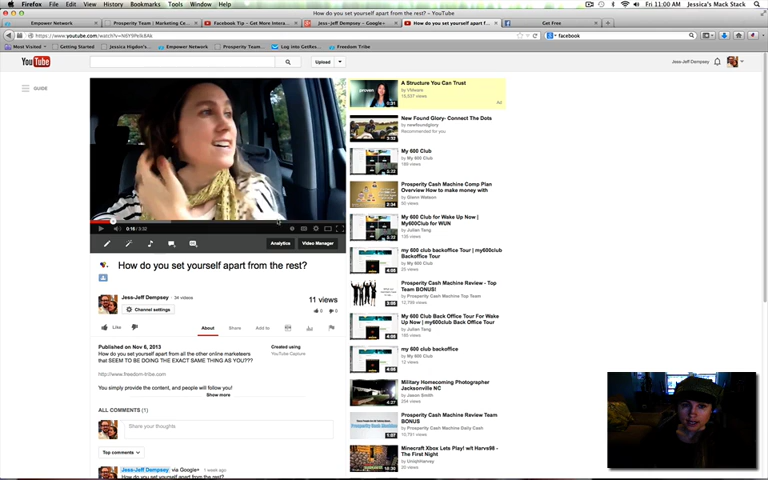 Firefox File Edit View History Bookmarks Tools Window Help
Fri 11:00 AM Jessica's Mack Stack
How do you set yourself apart from the rest? - YouTube
Empower Network
Prosperity Team | Marketing Ce...
Facebook Tip - Get More Interac...
Jess-Jeff Dempsey - Google+
How do you set yourself apart f...
Get Free
facebook
Most Visited
Getting Started
Jessica Higdon's E...
Empower Network
Prosperity Team...
Log into GetRes...
Freedom Tribe
YouTube
Upload
Jess-Jeff Dempsey
GUIDE
proven
0:31
A Structure You Can Trust
by VMware
15,537 views
Ad
3:32
New Found Glory- Connect The Dots
by newfoundglory
Recommended for you
My 600 Club
by My 600 Club
Prosperity Cash Machine Comp Plan
Overview How to make money with
by Glenn Watson
My 600 Club for Wake Up Now |
My600Club for WUN
by Julian Tang
0:16 / 3:32
Analytics
Video Manager
my 600 club backoffice Tour | my600club
Backoffice Tour
by My 600 Club
How do you set yourself apart from the rest?
Prosperity Cash Machine Review - Top
Team BONUS!
by Prosperity Cash Machine Top Team
Jess-Jeff Dempsey
Channel settings
11 views
My 600 Club Back Office Tour For Wake
Up Now | my600club Back Office Tour
by Julian Tang
Like
About
Share
Add to
my 600 club backoffice
by My 600 Club
Published on Nov 6, 2013
How do you set yourself apart from all the other online marketeers
that SEEM TO BE DOING THE EXACT SAME THING AS YOU???
Created using
YouTube Capture
http://www.freedom-tribe.com
You simply provide the content, and people will follow you!
Show more
Military Homecoming Photographer
Jacksonville NC
by Jason Smith
ALL COMMENTS (1)
Share your thoughts
Prosperity Cash Machine Review Team
BONUS
by Prosperity Cash Machine Daily Cash
Top comments
Minecraft Xbox Lets Play! wrt Harvs98 -
The First Night
Jess-Jeff Dempsey via Google+ 1 week ago
How do you set yourself apart from the rest?